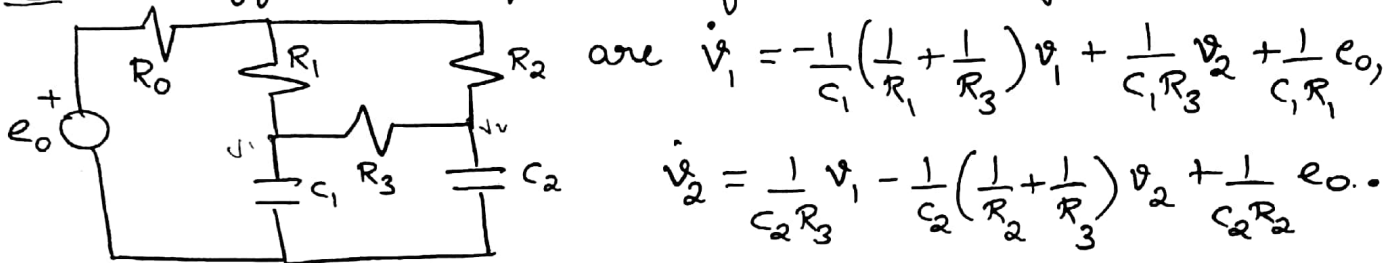 R₀ R₁ R₂ are v̇₁ = -1/C₁ (1/R₁ + 1/R₃) v₁ + 1/(C₁R₃) v₂ + 1/(C₁R₁) e₀,
+
e₀ v₁ R₃ v₂
C₁ C₂ v̇₂ = 1/(C₂R₃) v₁ - 1/C₂ (1/R₂ + 1/R₃) v₂ + 1/(C₂R₂) e₀..